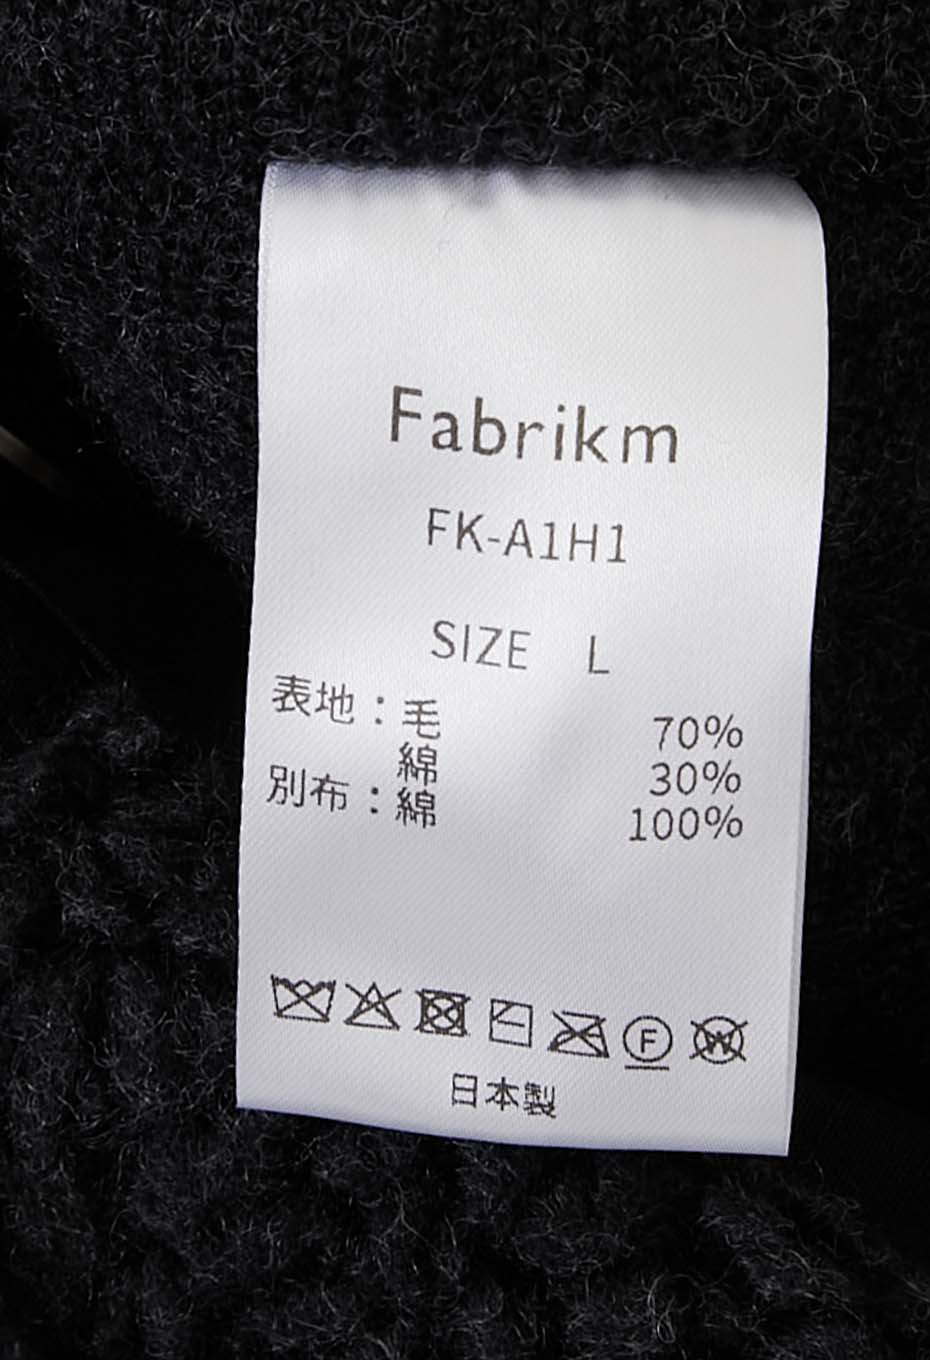 Fabrikm
FK-A1H1
SIZE L
表地：毛 70%
綿 30%
別布：綿 100%
F W
日本製